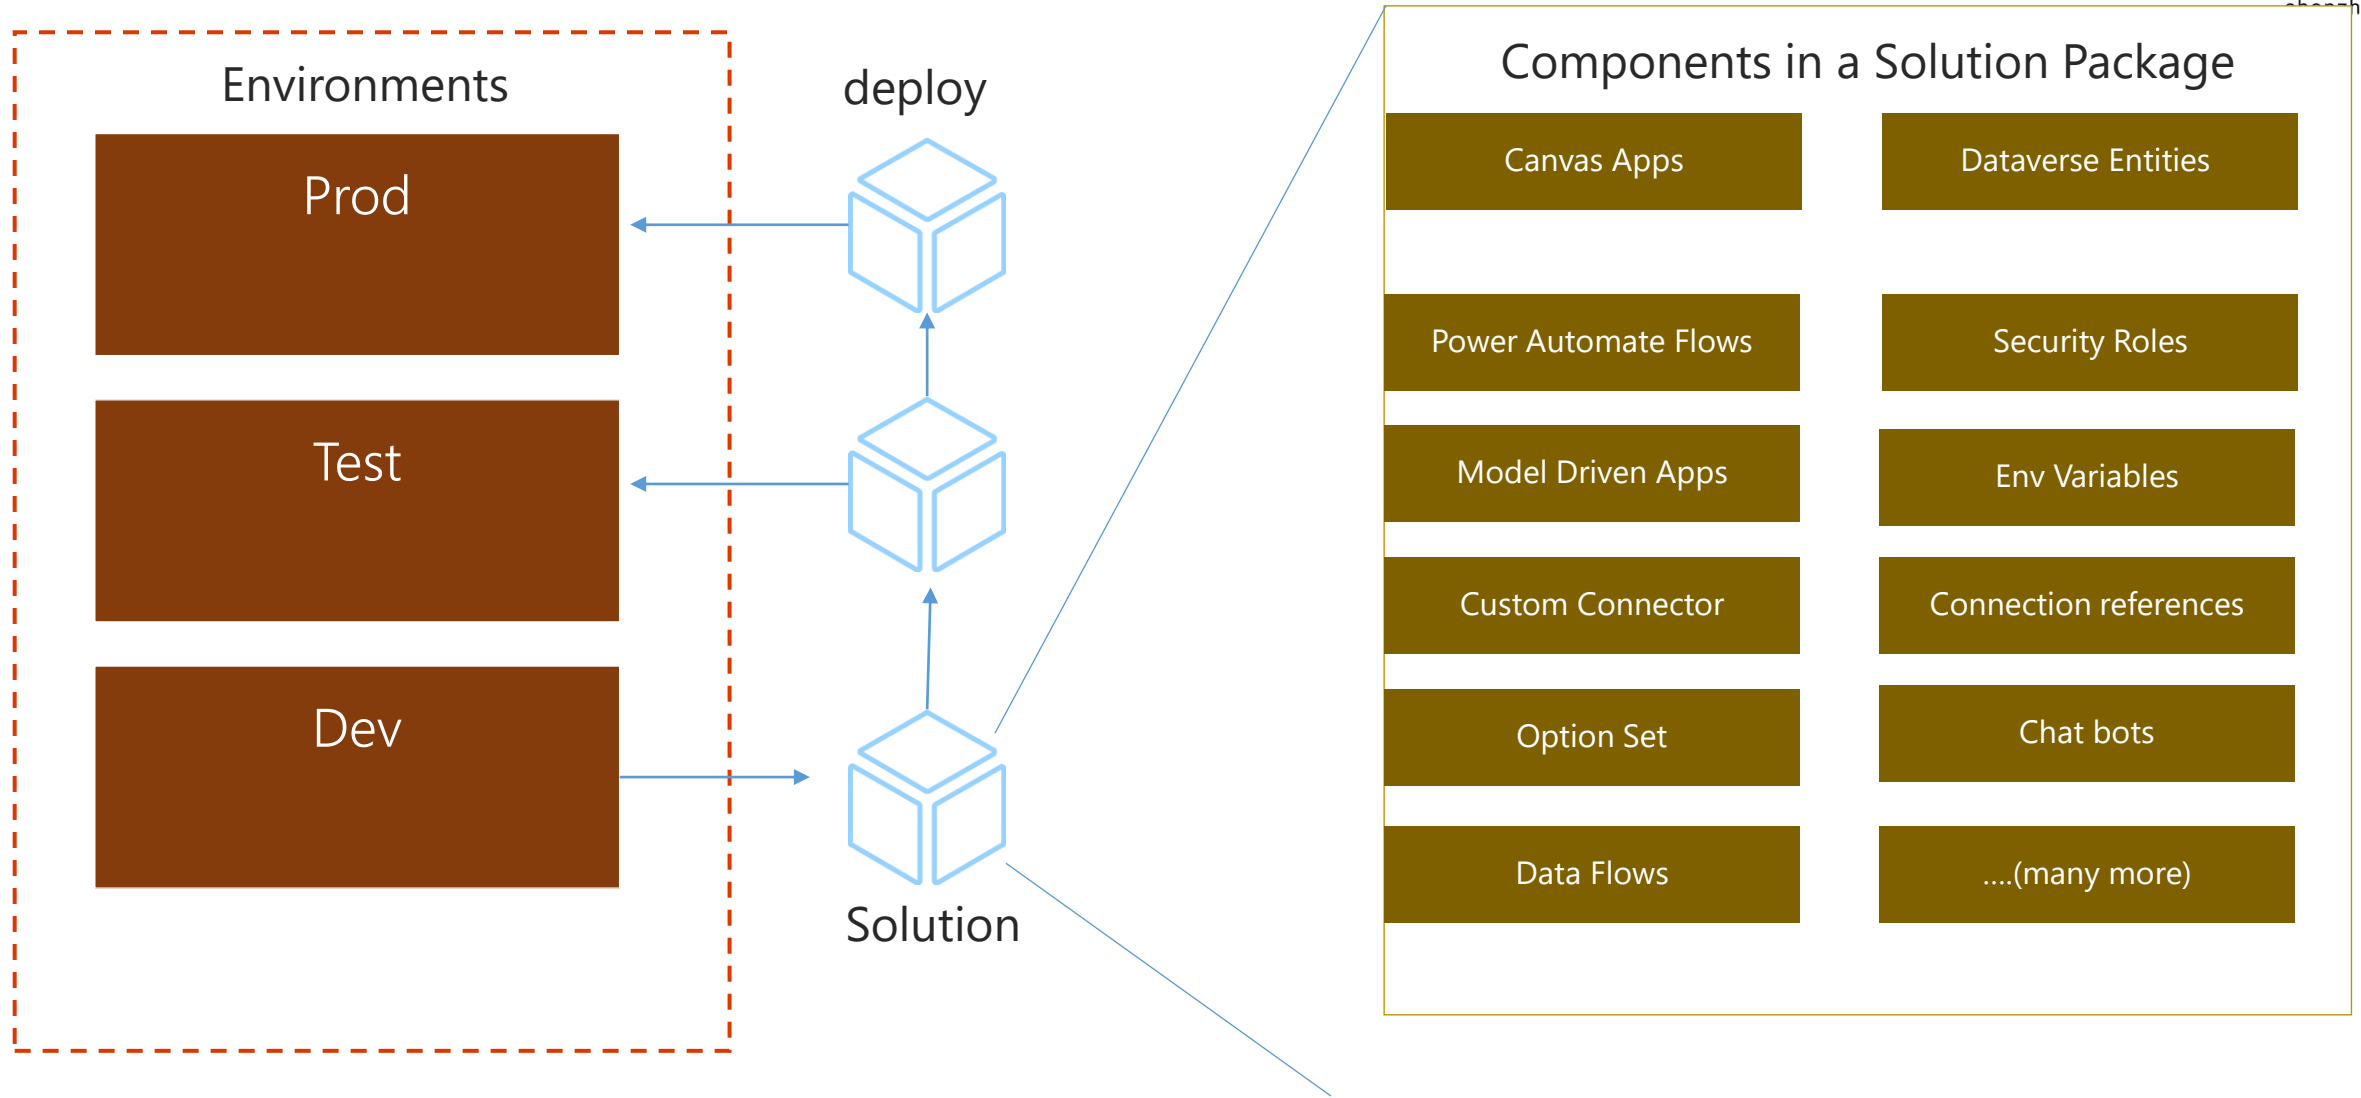 Environments
Prod
Test
Dev
deploy
Solution
Components in a Solution Package
Canvas Apps
Dataverse Entities
Power Automate Flows
Security Roles
Model Driven Apps
Env Variables
Custom Connector
Connection references
Option Set
Chat bots
Data Flows
....(many more)